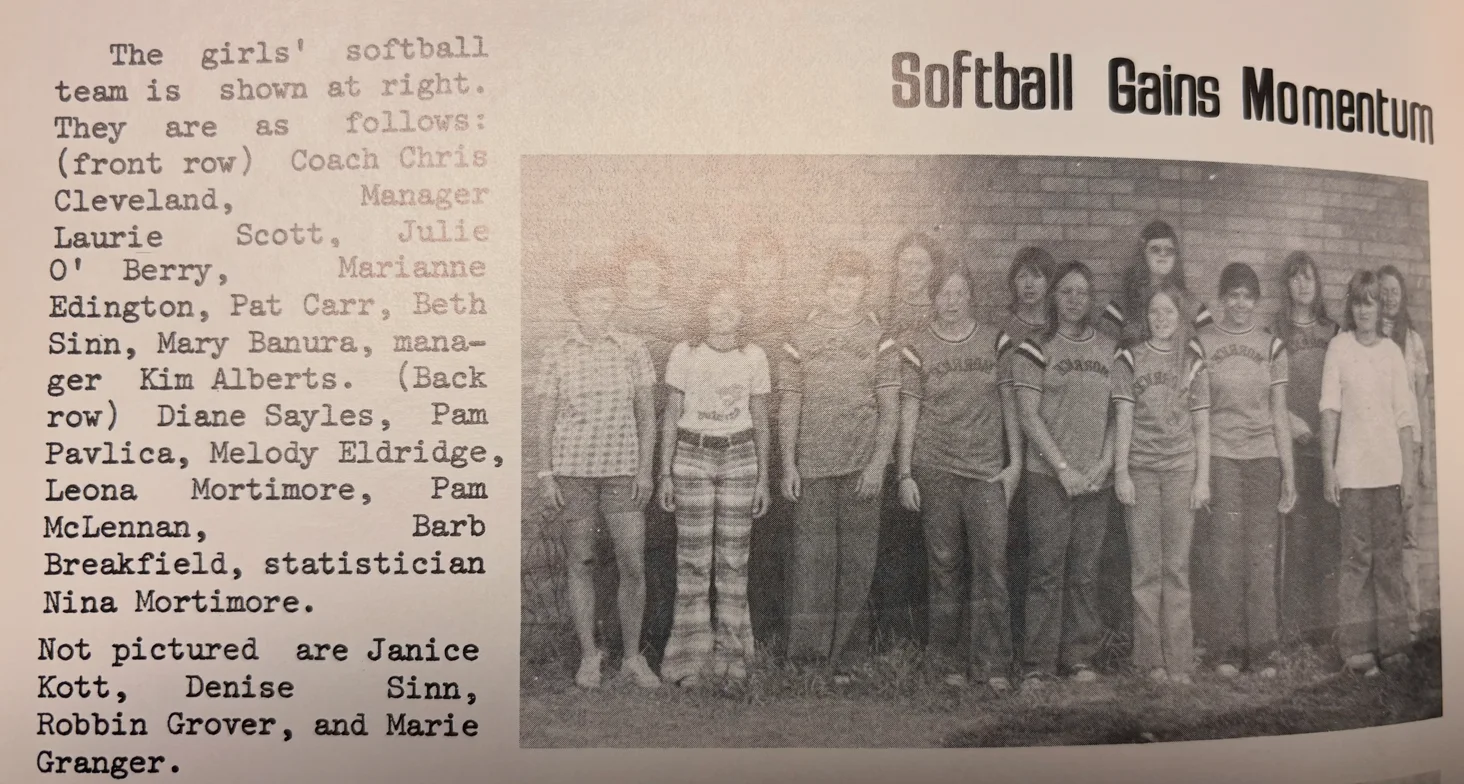 Softball Gains Momentum
The girls' softball
team is shown at right.
They are as follows:
(front row) Coach Chris
Cleveland, Manager
Laurie Scott, Julie
O' Berry, Marianne
Edington, Pat Carr, Beth
Sinn, Mary Banura, mana-
ger Kim Alberts. (Back
row) Diane Sayles, Pam
Pavlica, Melody Eldridge,
Leona Mortimore, Pam
McLennan, Barb
Breakfield, statistician
Nina Mortimore.
Not pictured are Janice
Kott, Denise Sinn,
Robbin Grover, and Marie
Granger.